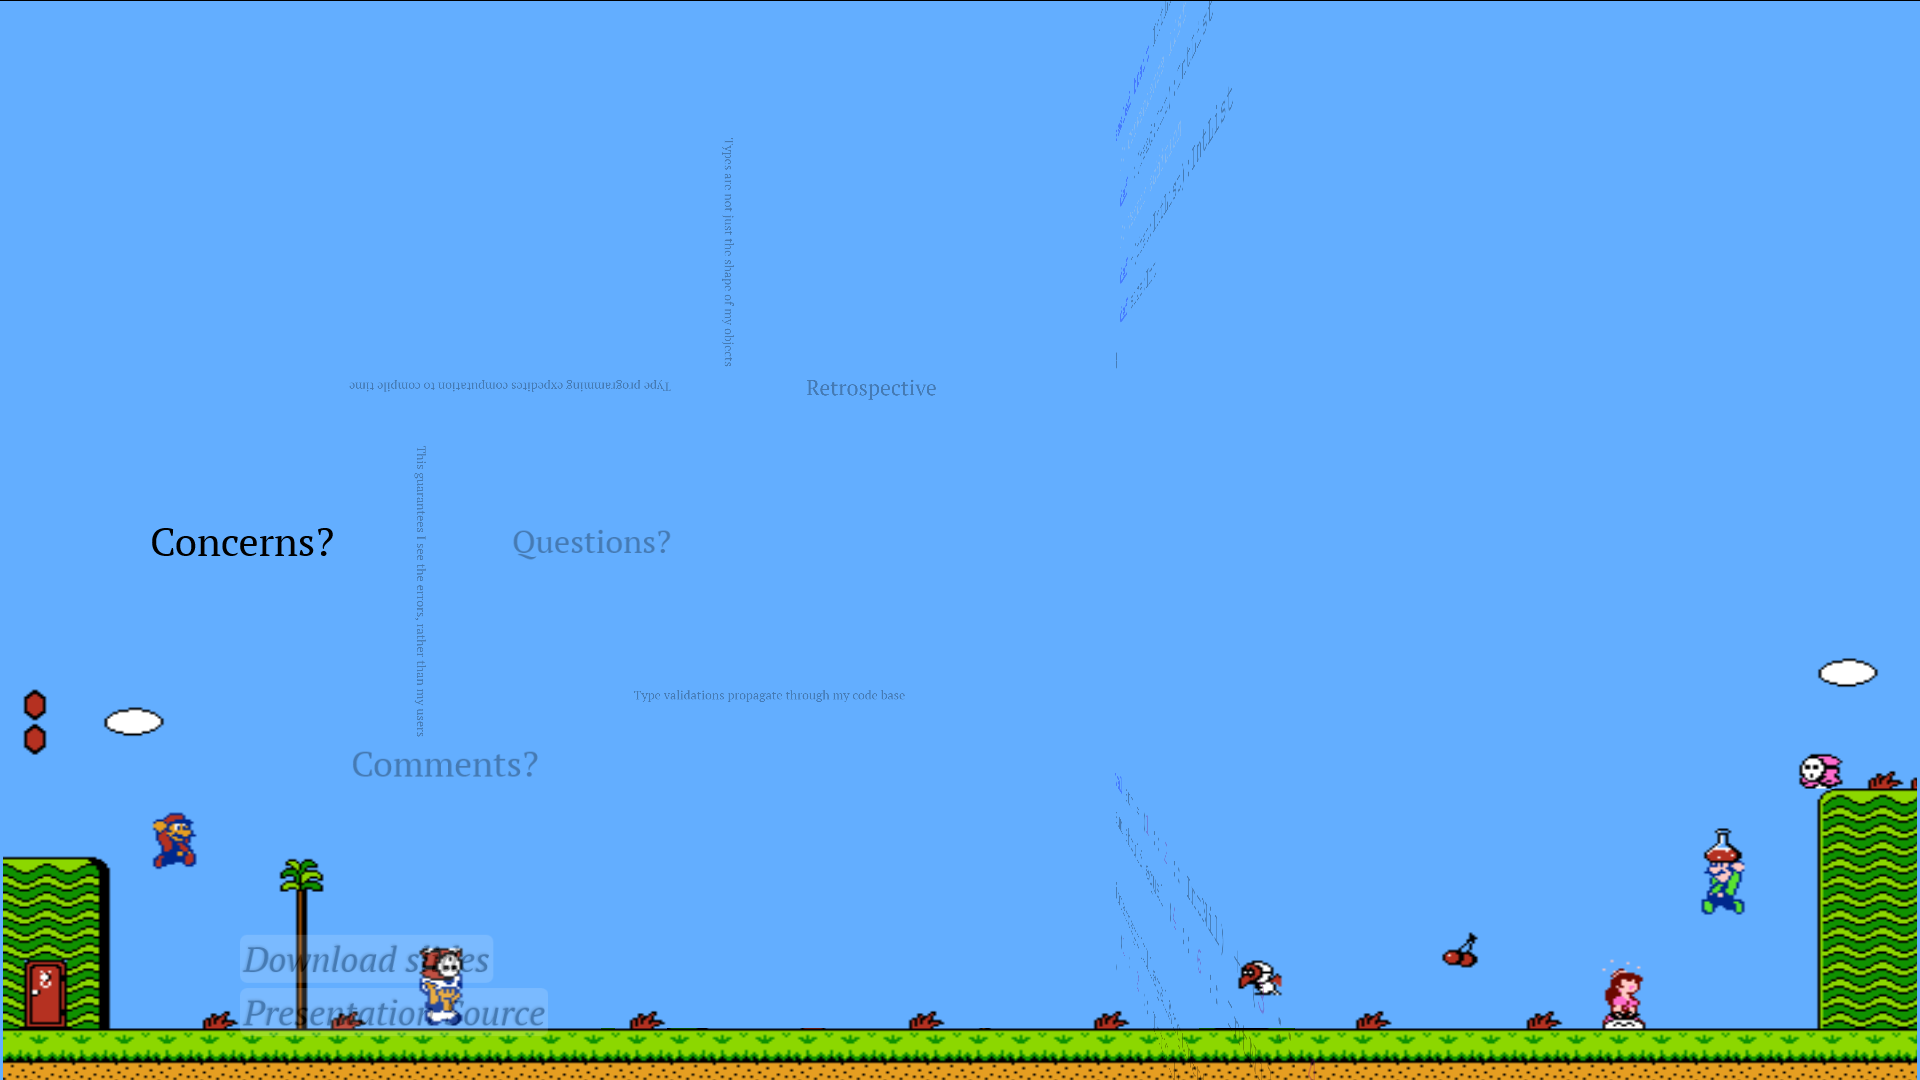 Types are not just the shape of my objects
Type programming expedites computation to compile time
Retrospective
This guarantees I see the errors, rather than my users
Concerns?
Questions?
Type validations propagate through my code base
Comments?
Download slides
Presentation Source
IntList